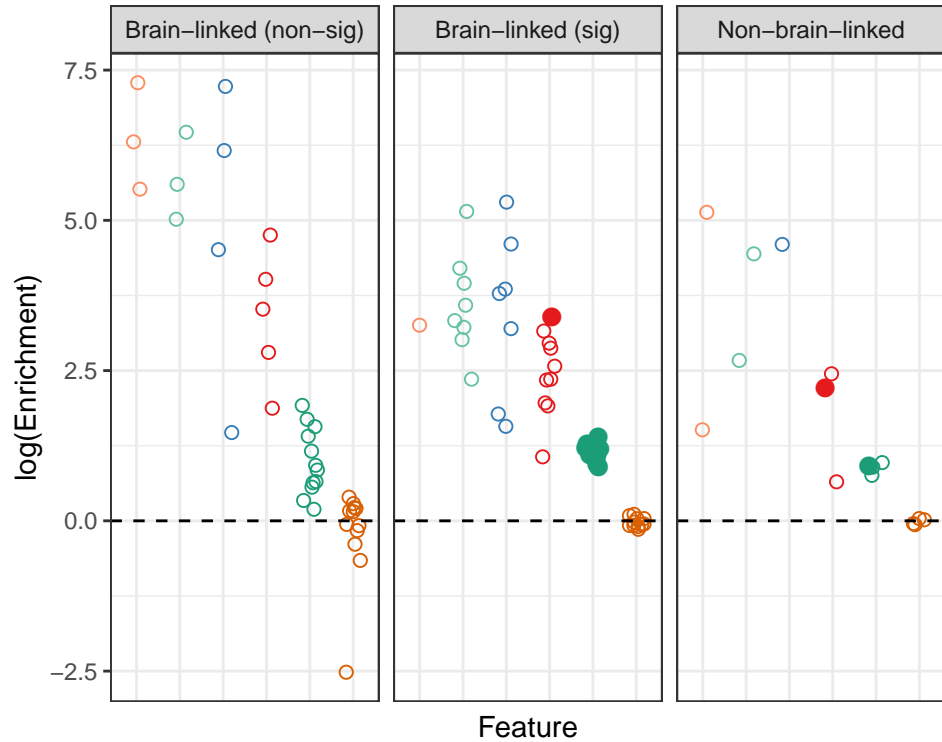 Brain−linked (non−sig)
Brain−linked (sig)
Non−brain−linked
log(Enrichment)
7.5
5.0
2.5
0.0
−2.5
Feature